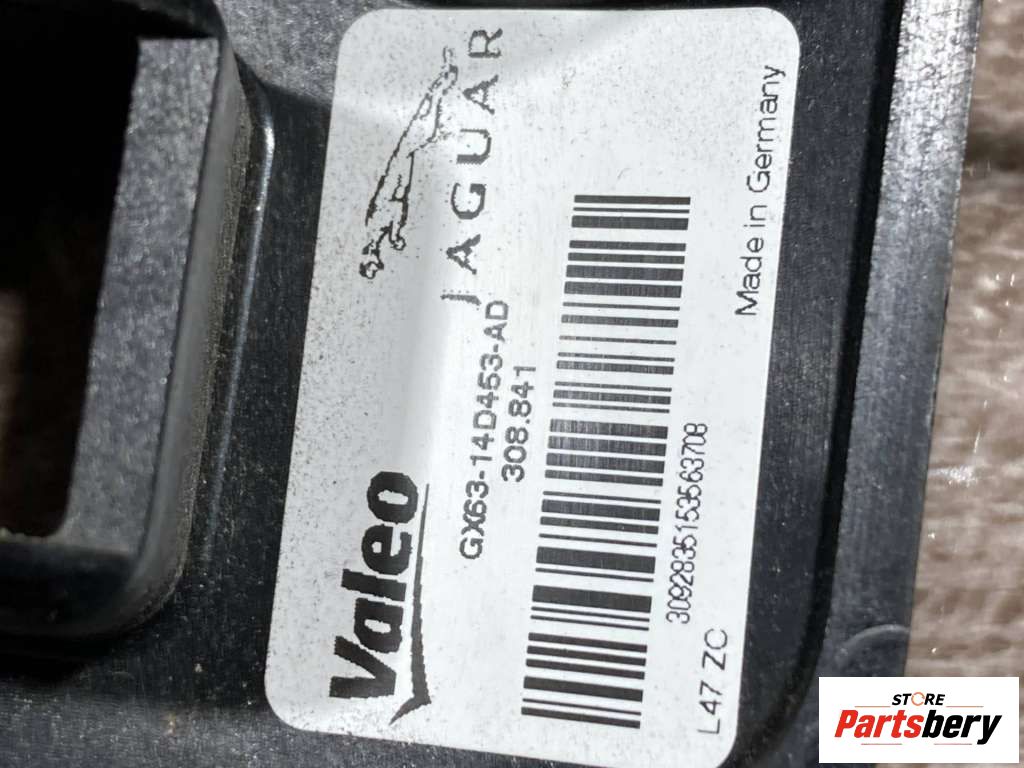 Valeo
JAGUAR
GX63-14D453-AD
308.841
3092835153563708
L47 ZC
Made in Germany
STORE
Partsbery